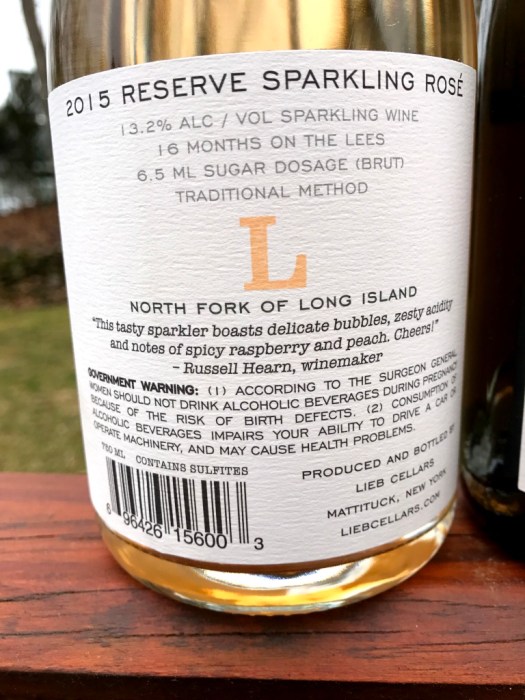 2015 RESERVE SPARKLING ROSÉ
13.2% ALC / VOL SPARKLING WINE
16 MONTHS ON THE LEES
6.5 ML SUGAR DOSAGE (BRUT)
TRADITIONAL METHOD
L
NORTH FORK OF LONG ISLAND
"This tasty sparkler boasts delicate bubbles, zesty acidity
and notes of spicy raspberry and peach. Cheers!"
– Russell Hearn, winemaker
GOVERNMENT WARNING: (1) ACCORDING TO THE SURGEON GENERAL,
WOMEN SHOULD NOT DRINK ALCOHOLIC BEVERAGES DURING PREGNANCY
BECAUSE OF THE RISK OF BIRTH DEFECTS. (2) CONSUMPTION OF
ALCOHOLIC BEVERAGES IMPAIRS YOUR ABILITY TO DRIVE A CAR OR
OPERATE MACHINERY, AND MAY CAUSE HEALTH PROBLEMS.
750 ML CONTAINS SULFITES
6 96426 15600 3
PRODUCED AND BOTTLED BY
LIEB CELLARS
MATTITUCK, NEW YORK
LIEBCELLARS.COM